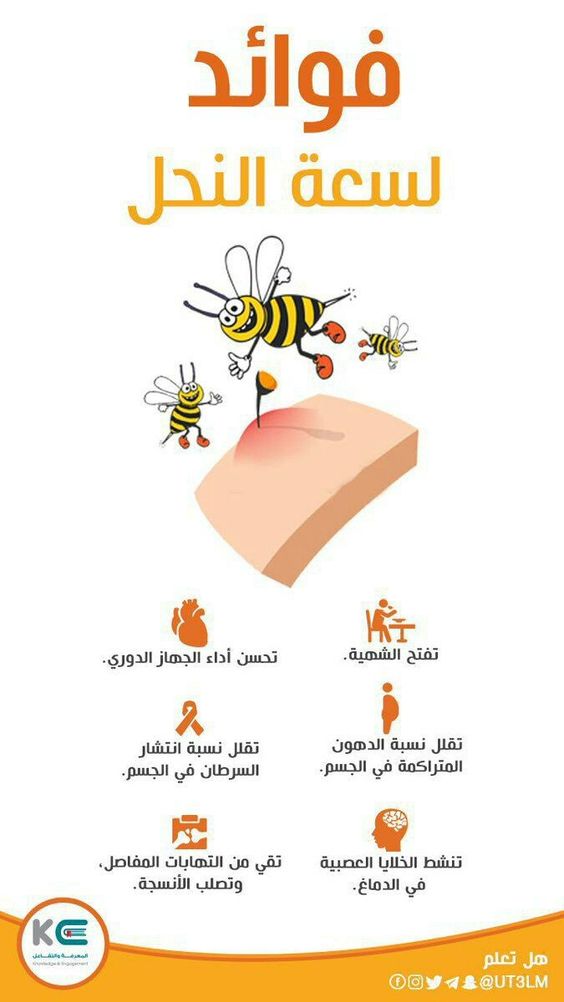 فوائد
لسعة النحل
تفتح الشهية.
تحسن أداء الجهاز الدوري.
تقلل نسبة الدهون
المتراكمة في الجسم.
تقلل نسبة انتشار
السرطان في الجسم.
تنشط الخلايا العصبية
في الدماغ.
تقي من التهابات المفاصل،
وتصلب الأنسجة.
هل تعلم
@UT3LM
KE
المعرفة والتفاعل
Knowledge & Engagement